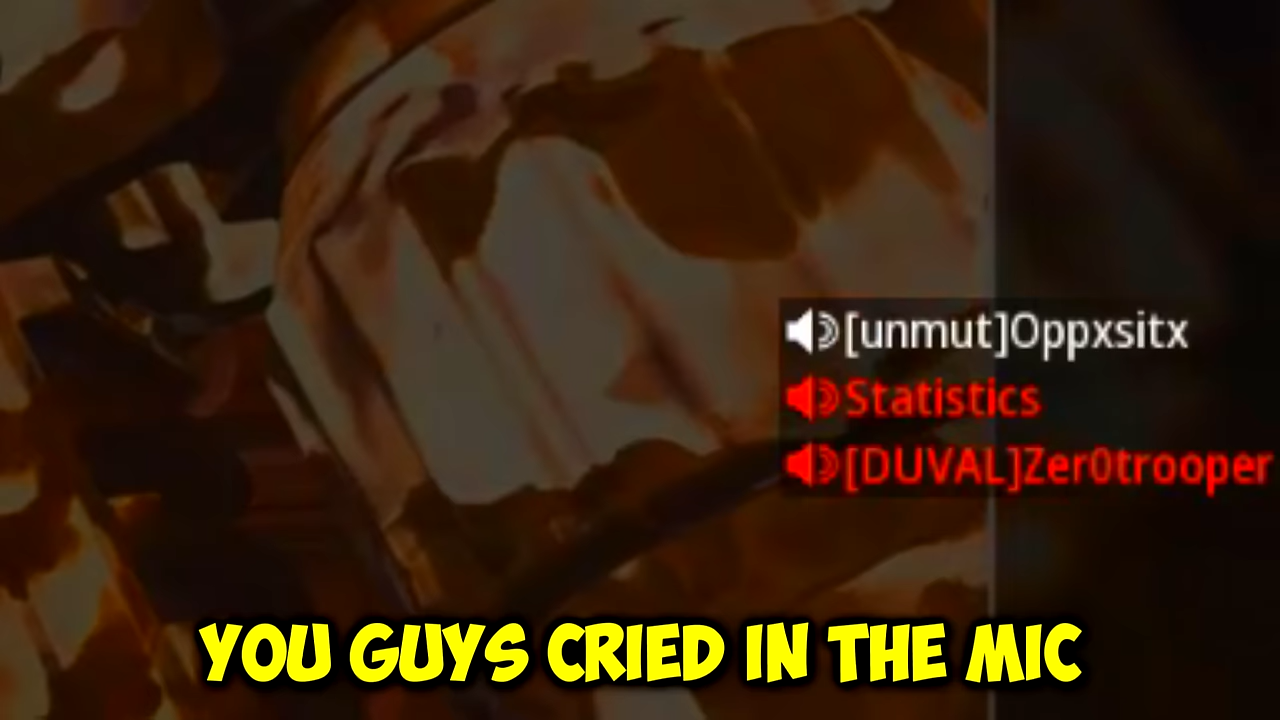 [unmut]Oppxsitx
Statistics
[DUVAL]Zer0trooper
YOU GUYS CRIED IN THE MIC